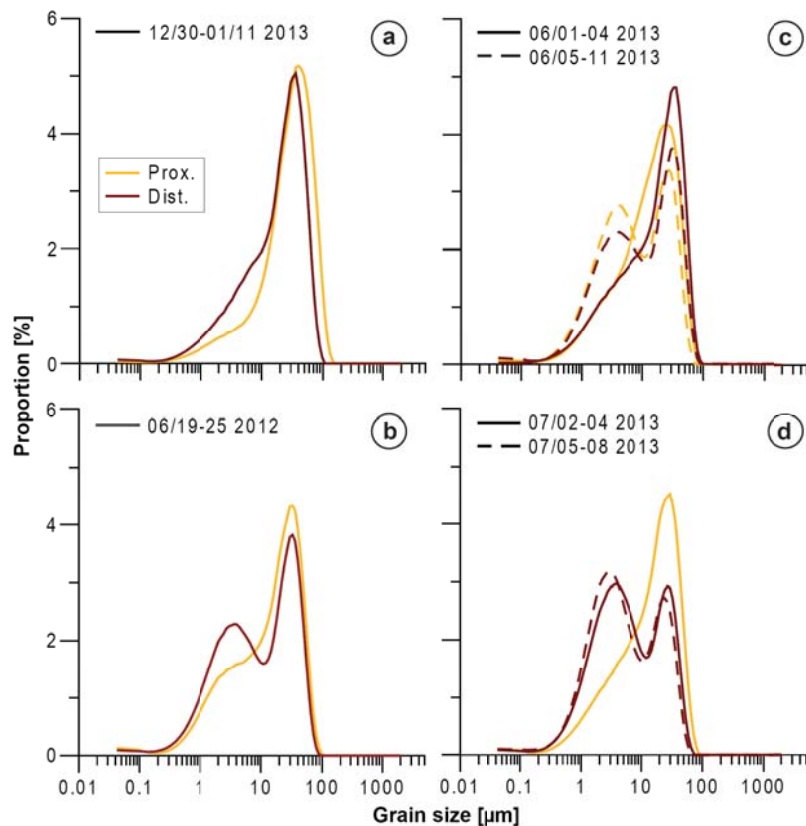 6
12/30-01/11 2013
a
4
Prox.
Dist.
2
0
06/01-04 2013
06/05-11 2013
c
Proportion [%]
6
06/19-25 2012
b
4
2
0
07/02-04 2013
07/05-08 2013
d
0.01 0.1 1 10 100 1000
0.01 0.1 1 10 100 1000
Grain size [µm]